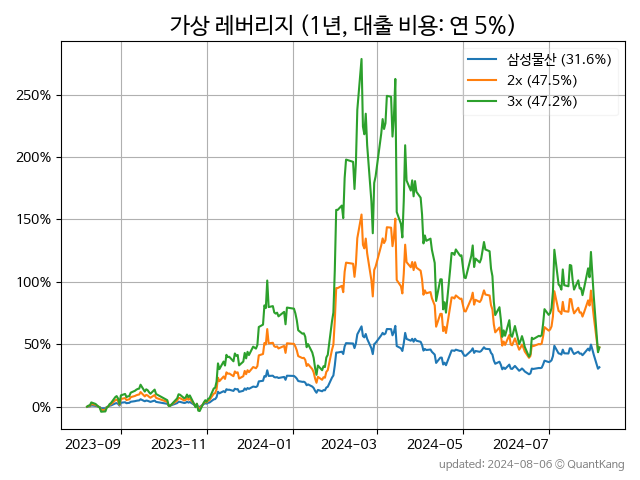 가상 레버리지 (1년, 대출 비용: 연 5%)
삼성물산 (31.6%)
2x (47.5%)
3x (47.2%)
250%
200%
150%
100%
50%
0%
2023-09 2023-11 2024-01 2024-03 2024-05 2024-07
updated: 2024-08-06 © QuantKang